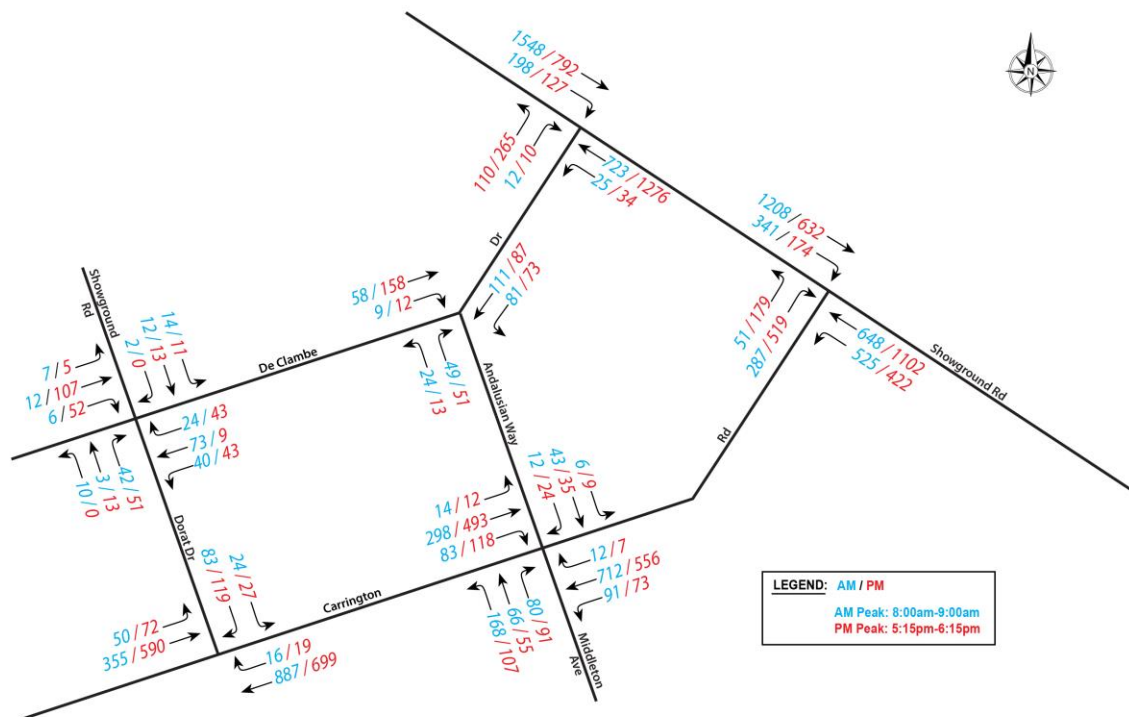 1548 / 792
198 / 127
N
110 / 265
12 / 10
723 / 1276
25 / 34
1208 / 632
341 / 174
Dr
111 / 87
81 / 73
58 / 158
9 / 12
51 / 179
287 / 519
648 / 1102
525 / 422
Showground Rd
Showground
Rd
14 / 11
12 / 13
2 / 0
7 / 5
12 / 107
6 / 52
De Clambe
49 / 51
24 / 13
Andalusian Way
Rd
24 / 43
73 / 9
40 / 43
42 / 51
3 / 13
10 / 0
Dorat Dr
6 / 9
43 / 35
12 / 24
14 / 12
298 / 493
83 / 118
24 / 27
83 / 119
Carrington
12 / 7
712 / 556
91 / 73
80 / 91
66 / 55
168 / 107
Middleton
Ave
50 / 72
355 / 590
16 / 19
887 / 699
LEGEND: AM / PM
AM Peak: 8:00am-9:00am
PM Peak: 5:15pm-6:15pm